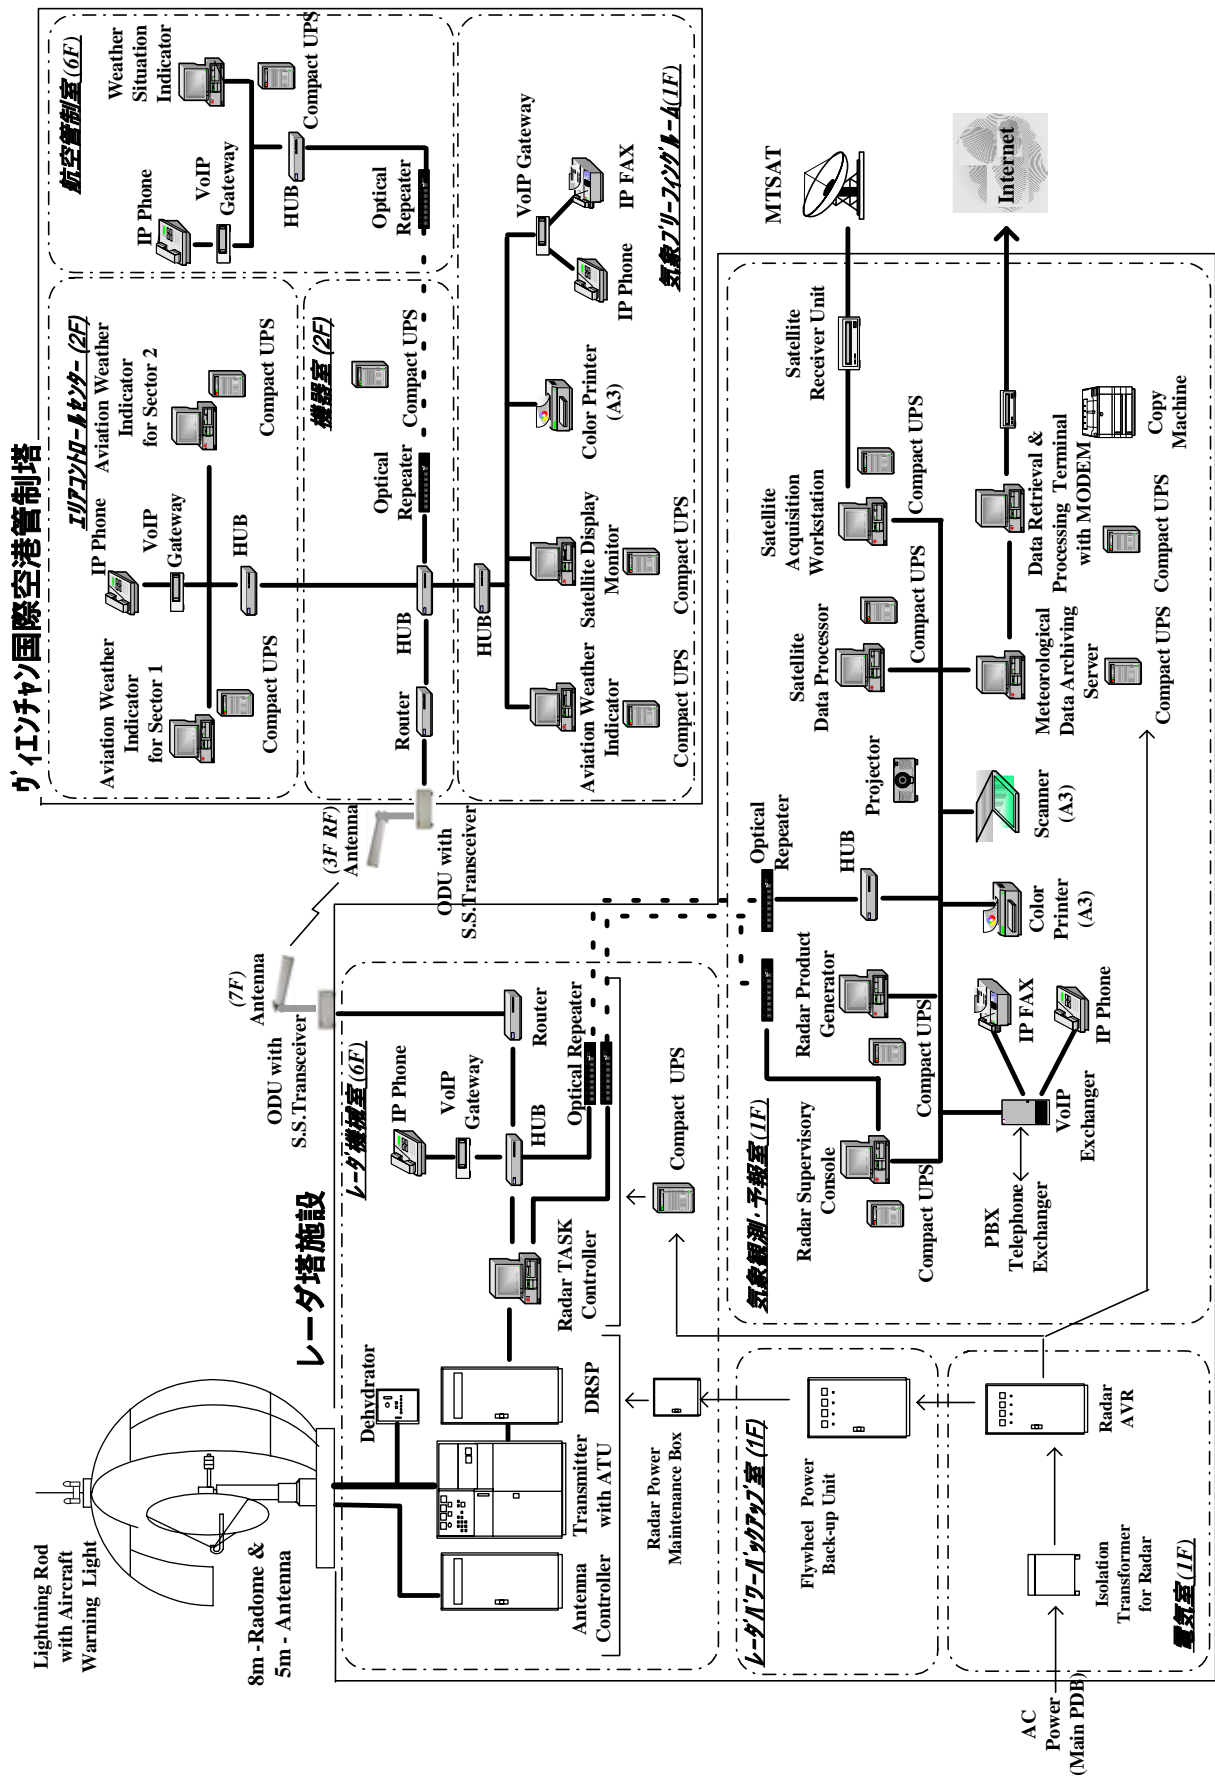 ヴィエンチャン国際空港管制塔
航空管制室(6F)
IP Phone
VoIP
Gateway
Weather
Situation
Indicator
HUB
Compact UPS
Optical
Repeater
エリアコントロールセンター(2F)
Aviation Weather
Indicator
for Sector 1
Compact UPS
IP Phone
VoIP
Gateway
HUB
Aviation Weather
Indicator
for Sector 2
Compact UPS
機器室(2F)
Router
HUB
Optical
Repeater
Compact UPS
気象ブリーフィングルーム(1F)
HUB
Aviation Weather
Indicator
Compact UPS
Satellite Display
Monitor
Compact UPS
Color Printer
(A3)
VoIP Gateway
IP Phone
IP FAX
(3F RF)
Antenna
ODU with
S.S.Transceiver
(7F)
Antenna
ODU with
S.S.Transceiver
レーダ塔施設
Lightning Rod
with Aircraft
Warning Light
8m -Radome &
5m - Antenna
レーダ機械室(6F)
Dehydrator
Antenna
Controller
Transmitter
with ATU
DRSP
Radar TASK
Controller
IP Phone
VoIP
Gateway
HUB
Router
Optical Repeater
Radar Power
Maintenance Box
Compact UPS
レーダパワーバックアップ室(1F)
Flywheel Power
Back-up Unit
電気室(1F)
AC
Power
(Main PDB)
Isolation
Transformer
for Radar
Radar
AVR
気象観測・予報室(1F)
Radar Supervisory
Console
Compact UPS
Radar Product
Generator
Compact UPS
Optical
Repeater
HUB
Projector
Satellite
Data Processor
Compact UPS
Satellite
Acquisition
Workstation
Compact UPS
Satellite
Receiver Unit
MTSAT
PBX
Telephone
Exchanger
VoIP
Exchanger
IP FAX
IP Phone
Color
Printer
(A3)
Scanner
(A3)
Meteorological
Data Archiving
Server
Compact UPS
Data Retrieval &
Processing Terminal
with MODEM
Compact UPS
Copy
Machine
Internet